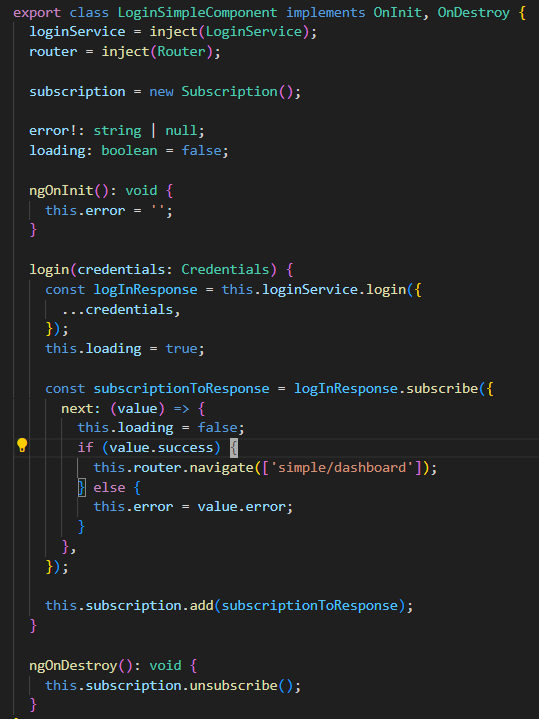 export class LoginSimpleComponent implements OnInit, OnDestroy {
loginService = inject(LoginService);
router = inject(Router);
subscription = new Subscription();
error!: string | null;
loading: boolean = false;
ngOnInit(): void {
this.error = '';
}
login(credentials: Credentials) {
const logInResponse = this.loginService.login({
...credentials,
});
this.loading = true;
const subscriptionToResponse = logInResponse.subscribe({
next: (value) => {
this.loading = false;
if (value.success) {
this.router.navigate(['simple/dashboard']);
} else {
this.error = value.error;
}
},
});
this.subscription.add(subscriptionToResponse);
}
ngOnDestroy(): void {
this.subscription.unsubscribe();
}